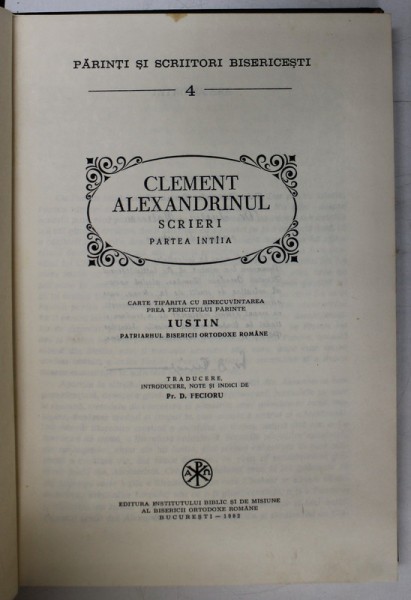 PĂRINȚI ȘI SCRIITORI BISERICEȘTI
4
CLEMENT
ALEXANDRINUL
SCRIERI
PARTEA ÎNTÎIA
CARTE TIPĂRITĂ CU BINECUVÎNTAREA
PREA FERICITULUI PĂRINTE
IUSTIN
PATRIARHUL BISERICII ORTODOXE ROMÂNE
TRADUCERE,
INTRODUCERE, NOTE ȘI INDICI DE
Pr. D. FECIORU
EDITURA INSTITUTULUI BIBLIC ȘI DE MISIUNE
AL BISERICII ORTODOXE ROMÂNE
BUCUREȘTI — 1982